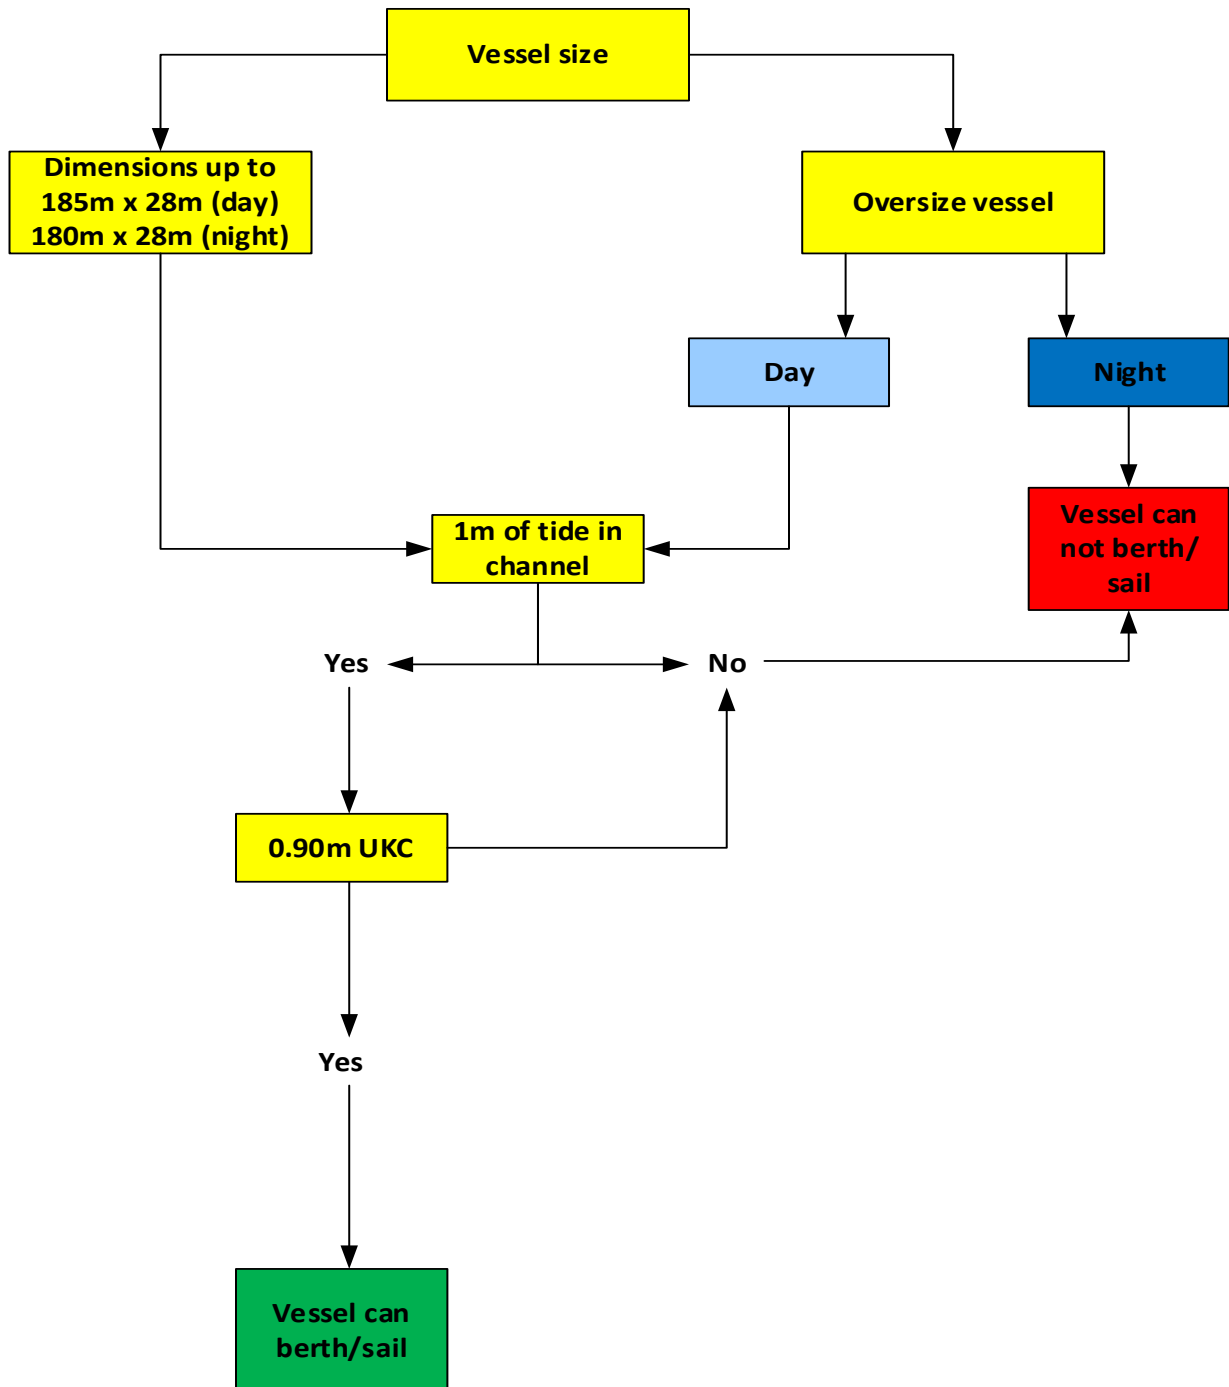 Vessel size
Dimensions up to
185m x 28m (day)
180m x 28m (night)
Oversize vessel
Day
Night
1m of tide in
channel
Vessel can
not berth/
sail
Yes
No
0.90m UKC
Yes
Vessel can
berth/sail